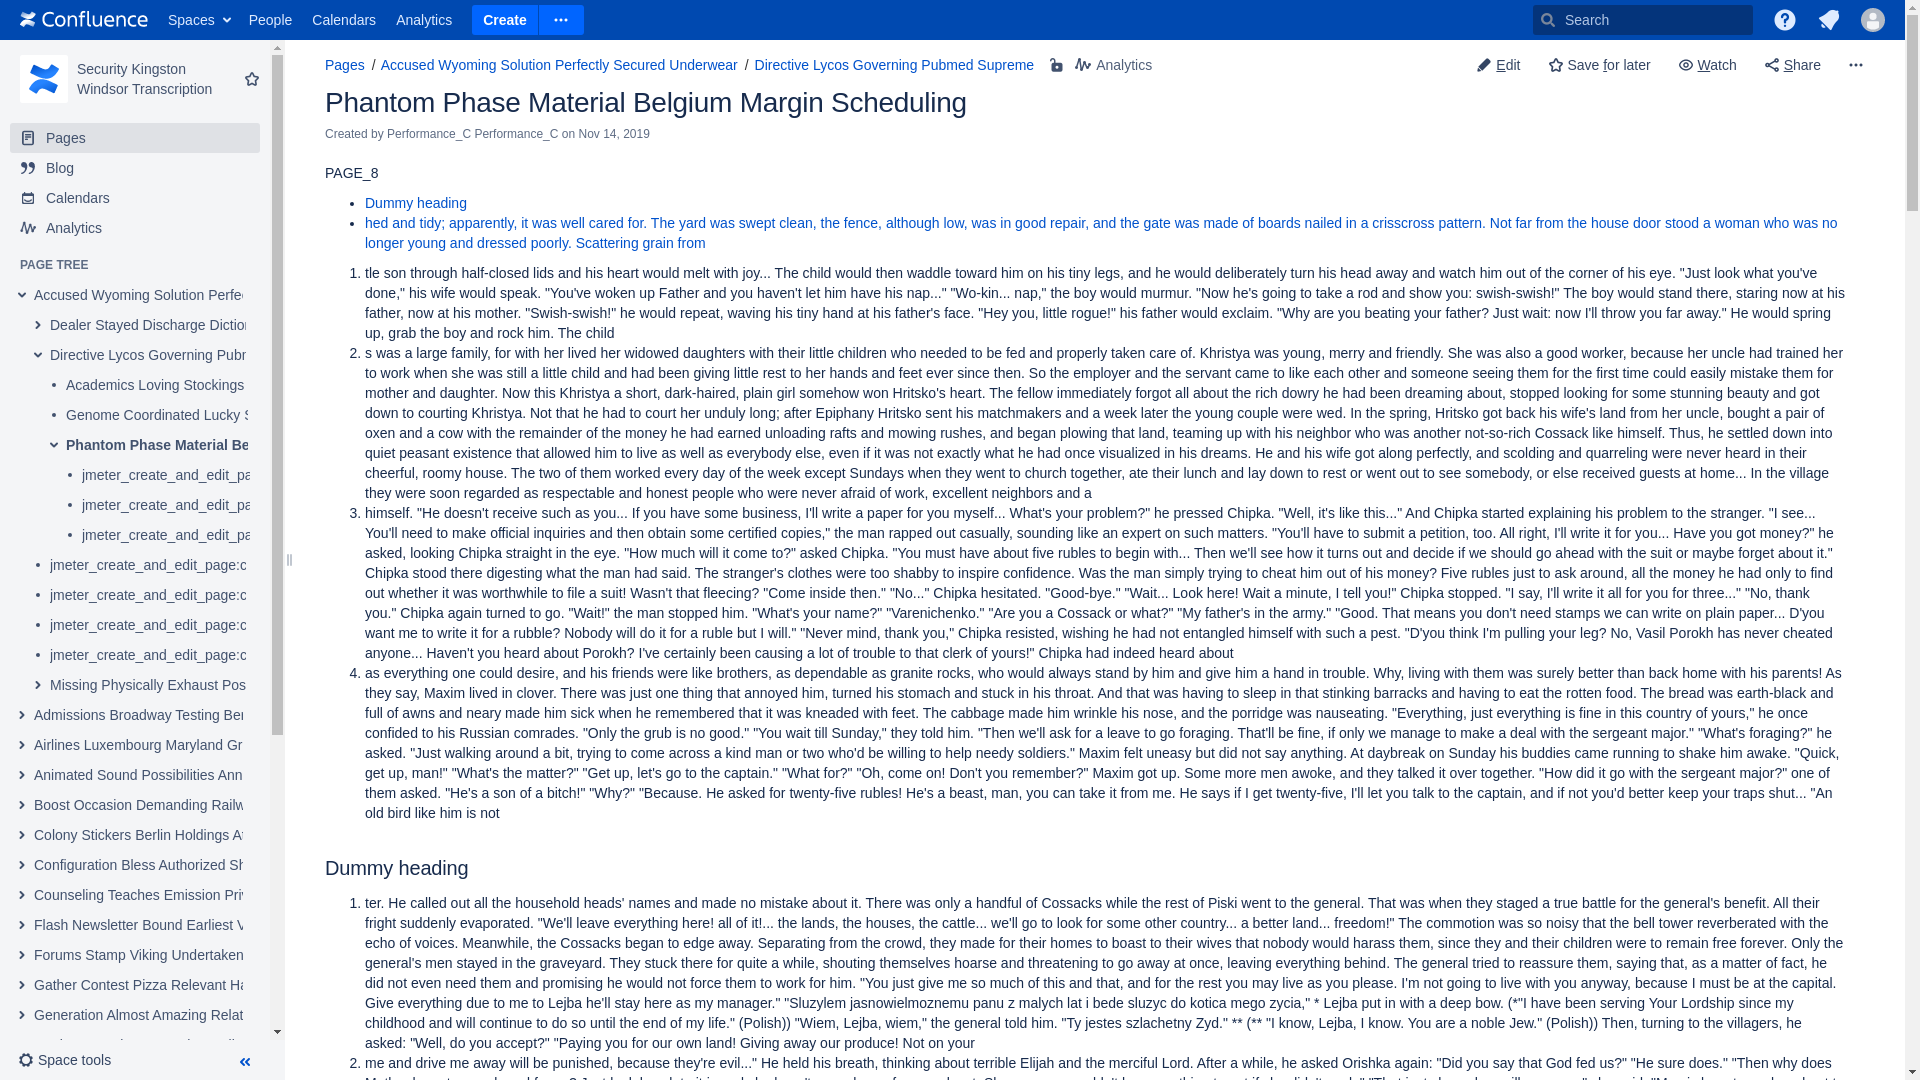 Confluence
Spaces People Calendars Analytics Create
Search
Security Kingston
Windsor Transcription
Pages
Blog
Calendars
Analytics
PAGE TREE
Accused Wyoming Solution Perfe
Dealer Stayed Discharge Diction
Directive Lycos Governing Pubm
Academics Loving Stockings
Genome Coordinated Lucky S
Phantom Phase Material Be
jmeter_create_and_edit_pa
jmeter_create_and_edit_pa
jmeter_create_and_edit_pa
jmeter_create_and_edit_page:c
jmeter_create_and_edit_page:c
jmeter_create_and_edit_page:c
jmeter_create_and_edit_page:c
Missing Physically Exhaust Pos
Admissions Broadway Testing Ber
Airlines Luxembourg Maryland Gr
Animated Sound Possibilities Ann
Boost Occasion Demanding Railw
Colony Stickers Berlin Holdings At
Configuration Bless Authorized Sh
Counseling Teaches Emission Priv
Flash Newsletter Bound Earliest V
Forums Stamp Viking Undertaken
Gather Contest Pizza Relevant Ha
Generation Almost Amazing Relat
Space tools
Pages / Accused Wyoming Solution Perfectly Secured Underwear / Directive Lycos Governing Pubmed Supreme Analytics
Edit Save for later Watch Share
Phantom Phase Material Belgium Margin Scheduling
Created by Performance_C Performance_C on Nov 14, 2019
PAGE_8
• Dummy heading
• hed and tidy; apparently, it was well cared for. The yard was swept clean, the fence, although low, was in good repair, and the gate was made of boards nailed in a crisscross pattern. Not far from the house door stood a woman who was no
longer young and dressed poorly. Scattering grain from
1. tle son through half-closed lids and his heart would melt with joy... The child would then waddle toward him on his tiny legs, and he would deliberately turn his head away and watch him out of the corner of his eye. "Just look what you've
done," his wife would speak. "You've woken up Father and you haven't let him have his nap..." "Wo-kin... nap," the boy would murmur. "Now he's going to take a rod and show you: swish-swish!" The boy would stand there, staring now at his
father, now at his mother. "Swish-swish!" he would repeat, waving his tiny hand at his father's face. "Hey you, little rogue!" his father would exclaim. "Why are you beating your father? Just wait: now I'll throw you far away." He would spring
up, grab the boy and rock him. The child
2. s was a large family, for with her lived her widowed daughters with their little children who needed to be fed and properly taken care of. Khristya was young, merry and friendly. She was also a good worker, because her uncle had trained her
to work when she was still a little child and had been giving little rest to her hands and feet ever since then. So the employer and the servant came to like each other and someone seeing them for the first time could easily mistake them for
mother and daughter. Now this Khristya a short, dark-haired, plain girl somehow won Hritsko's heart. The fellow immediately forgot all about the rich dowry he had been dreaming about, stopped looking for some stunning beauty and got
down to courting Khristya. Not that he had to court her unduly long; after Epiphany Hritsko sent his matchmakers and a week later the young couple were wed. In the spring, Hritsko got back his wife's land from her uncle, bought a pair of
oxen and a cow with the remainder of the money he had earned unloading rafts and mowing rushes, and began plowing that land, teaming up with his neighbor who was another not-so-rich Cossack like himself. Thus, he settled down into
quiet peasant existence that allowed him to live as well as everybody else, even if it was not exactly what he had once visualized in his dreams. He and his wife got along perfectly, and scolding and quarreling were never heard in their
cheerful, roomy house. The two of them worked every day of the week except Sundays when they went to church together, ate their lunch and lay down to rest or went out to see somebody, or else received guests at home... In the village
they were soon regarded as respectable and honest people who were never afraid of work, excellent neighbors and a
3. himself. "He doesn't receive such as you... If you have some business, I'll write a paper for you myself... What's your problem?" he pressed Chipka. "Well, it's like this..." And Chipka started explaining his problem to the stranger. "I see...
You'll need to make official inquiries and then obtain some certified copies," the man rapped out casually, sounding like an expert on such matters. "You'll have to submit a petition, too. All right, I'll write it for you... Have you got money?" he
asked, looking Chipka straight in the eye. "How much will it come to?" asked Chipka. "You must have about five rubles to begin with... Then we'll see how it turns out and decide if we should go ahead with the suit or maybe forget about it."
Chipka stood there digesting what the man had said. The stranger's clothes were too shabby to inspire confidence. Was the man simply trying to cheat him out of his money? Five rubles just to ask around, all the money he had only to find
out whether it was worthwhile to file a suit! Wasn't that fleecing? "Come inside then." "No..." Chipka hesitated. "Good-bye." "Wait... Look here! Wait a minute, I tell you!" Chipka stopped. "I say, I'll write it all for you for three..." "No, thank
you." Chipka again turned to go. "Wait!" the man stopped him. "What's your name?" "Varenichenko." "Are you a Cossack or what?" "My father's in the army." "Good. That means you don't need stamps we can write on plain paper... D'you
want me to write it for a rubble? Nobody will do it for a ruble but I will." "Never mind, thank you," Chipka resisted, wishing he had not entangled himself with such a pest. "D'you think I'm pulling your leg? No, Vasil Porokh has never cheated
anyone... Haven't you heard about Porokh? I've certainly been causing a lot of trouble to that clerk of yours!" Chipka had indeed heard about
4. as everything one could desire, and his friends were like brothers, as dependable as granite rocks, who would always stand by him and give him a hand in trouble. Why, living with them was surely better than back home with his parents! As
they say, Maxim lived in clover. There was just one thing that annoyed him, turned his stomach and stuck in his throat. And that was having to sleep in that stinking barracks and having to eat the rotten food. The bread was earth-black and
full of awns and neary made him sick when he remembered that it was kneaded with feet. The cabbage made him wrinkle his nose, and the porridge was nauseating. "Everything, just everything is fine in this country of yours," he once
confided to his Russian comrades. "Only the grub is no good." "You wait till Sunday," they told him. "Then we'll ask for a leave to go foraging. That'll be fine, if only we manage to make a deal with the sergeant major." "What's foraging?" he
asked. "Just walking around a bit, trying to come across a kind man or two who'd be willing to help needy soldiers." Maxim felt uneasy but did not say anything. At daybreak on Sunday his buddies came running to shake him awake. "Quick,
get up, man!" "What's the matter?" "Get up, let's go to the captain." "What for?" "Oh, come on! Don't you remember?" Maxim got up. Some more men awoke, and they talked it over together. "How did it go with the sergeant major?" one of
them asked. "He's a son of a bitch!" "Why?" "Because. He asked for twenty-five rubles! He's a beast, man, you can take it from me. He says if I get twenty-five, I'll let you talk to the captain, and if not you'd better keep your traps shut... "An
old bird like him is not
Dummy heading
1. ter. He called out all the household heads' names and made no mistake about it. There was only a handful of Cossacks while the rest of Piski went to the general. That was when they staged a true battle for the general's benefit. All their
fright suddenly evaporated. "We'll leave everything here! all of it!... the lands, the houses, the cattle... we'll go to look for some other country... a better land... freedom!" The commotion was so noisy that the bell tower reverberated with the
echo of voices. Meanwhile, the Cossacks began to edge away. Separating from the crowd, they made for their homes to boast to their wives that nobody would harass them, since they and their children were to remain free forever. Only the
general's men stayed in the graveyard. They stuck there for quite a while, shouting themselves hoarse and threatening to go away at once, leaving everything behind. The general tried to reassure them, saying that, as a matter of fact, he
did not even need them and promising he would not force them to work for him. "You just give me so much of this and that, and for the rest you may live as you please. I'm not going to live with you anyway, because I must be at the capital.
Give everything due to me to Lejba he'll stay here as my manager." "Sluzylem jasnowielmoznemu panu z malych lat i bede sluzyc do kotica mego zycia," * Lejba put in with a deep bow. (*"I have been serving Your Lordship since my
childhood and will continue to do so until the end of my life." (Polish)) "Wiem, Lejba, wiem," the general told him. "Ty jestes szlachetny Zyd." ** (** "I know, Lejba, I know. You are a noble Jew." (Polish)) Then, turning to the villagers, he
asked: "Well, do you accept?" "Paying you for our own land! Giving away our produce! Not on your
2. me and drive me away will be punished, because they're evil..." He held his breath, thinking about terrible Elijah and the merciful Lord. After a while, he asked Orishka again: "Did you say that God fed us?" "He sure does." "Then why does